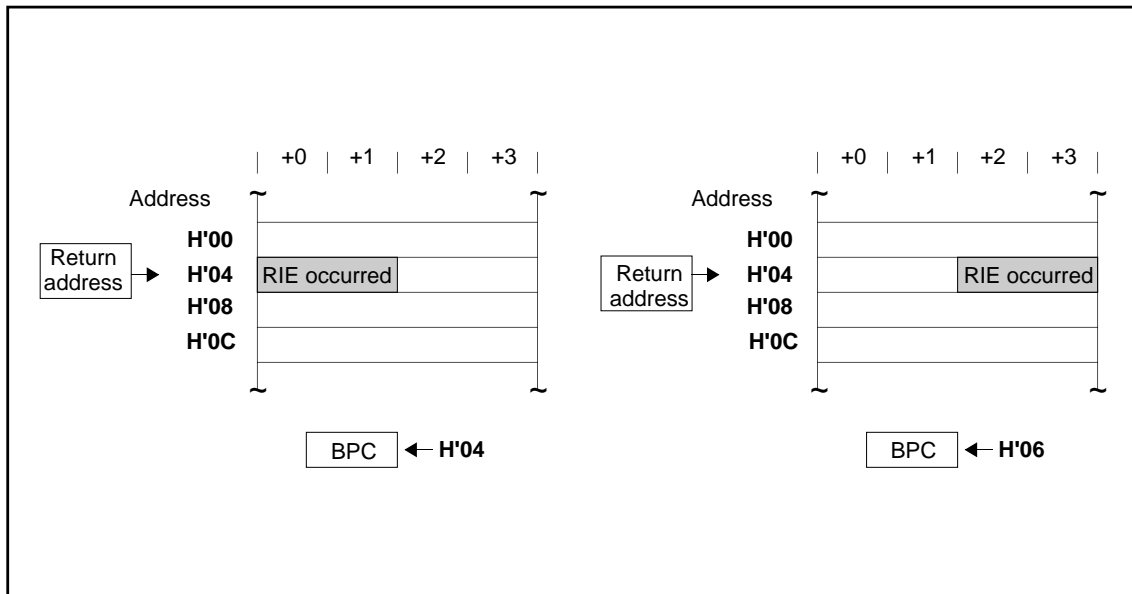 +0 +1 +2 +3
Address
H'00
Return
address
H'04
RIE occurred
H'08
H'0C
BPC
H'04
+0 +1 +2 +3
Address
H'00
Return
address
H'04
RIE occurred
H'08
H'0C
BPC
H'06